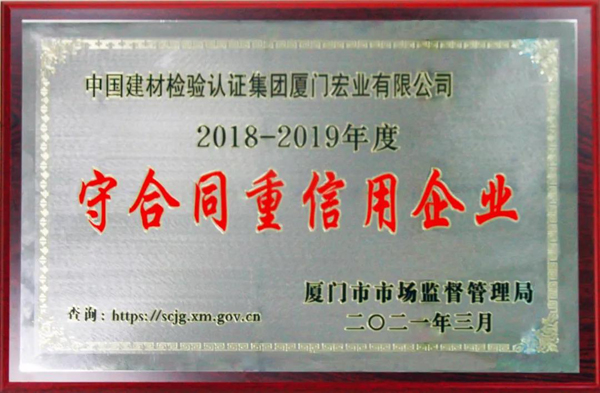 中国建材检验认证集团厦门宏业有限公司
2018-2019年度
守合同重信用企业
厦门市市场监督管理局
查询：https://scjg.xm.gov.cn
二〇二一年三月